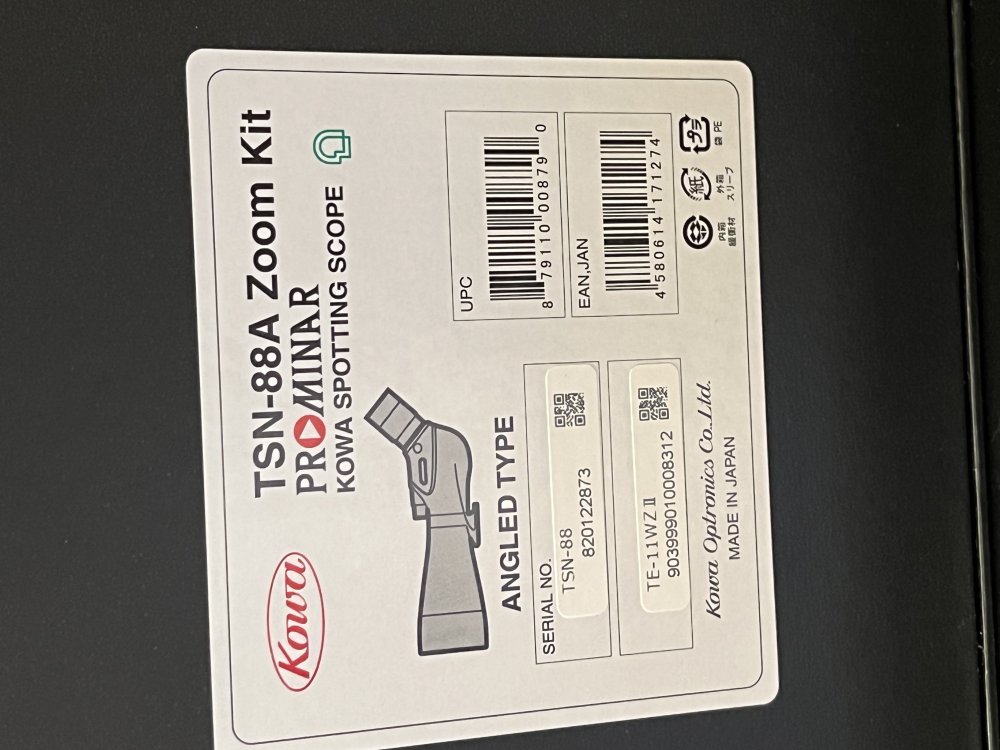 Kowa
TSN-88A Zoom Kit
PROMINAR
KOWA SPOTTING SCOPE
ANGLED TYPE
SERIAL NO.
TSN-88
820122873
TE-11WZ II
903999010008312
Kowa Optronics Co.,Ltd.
MADE IN JAPAN
UPC
8 79110 00879 0
EAN,JAN
4 580614 171274
内箱
緩衝材
紙
外箱
スリーブ
プラ
袋 PE